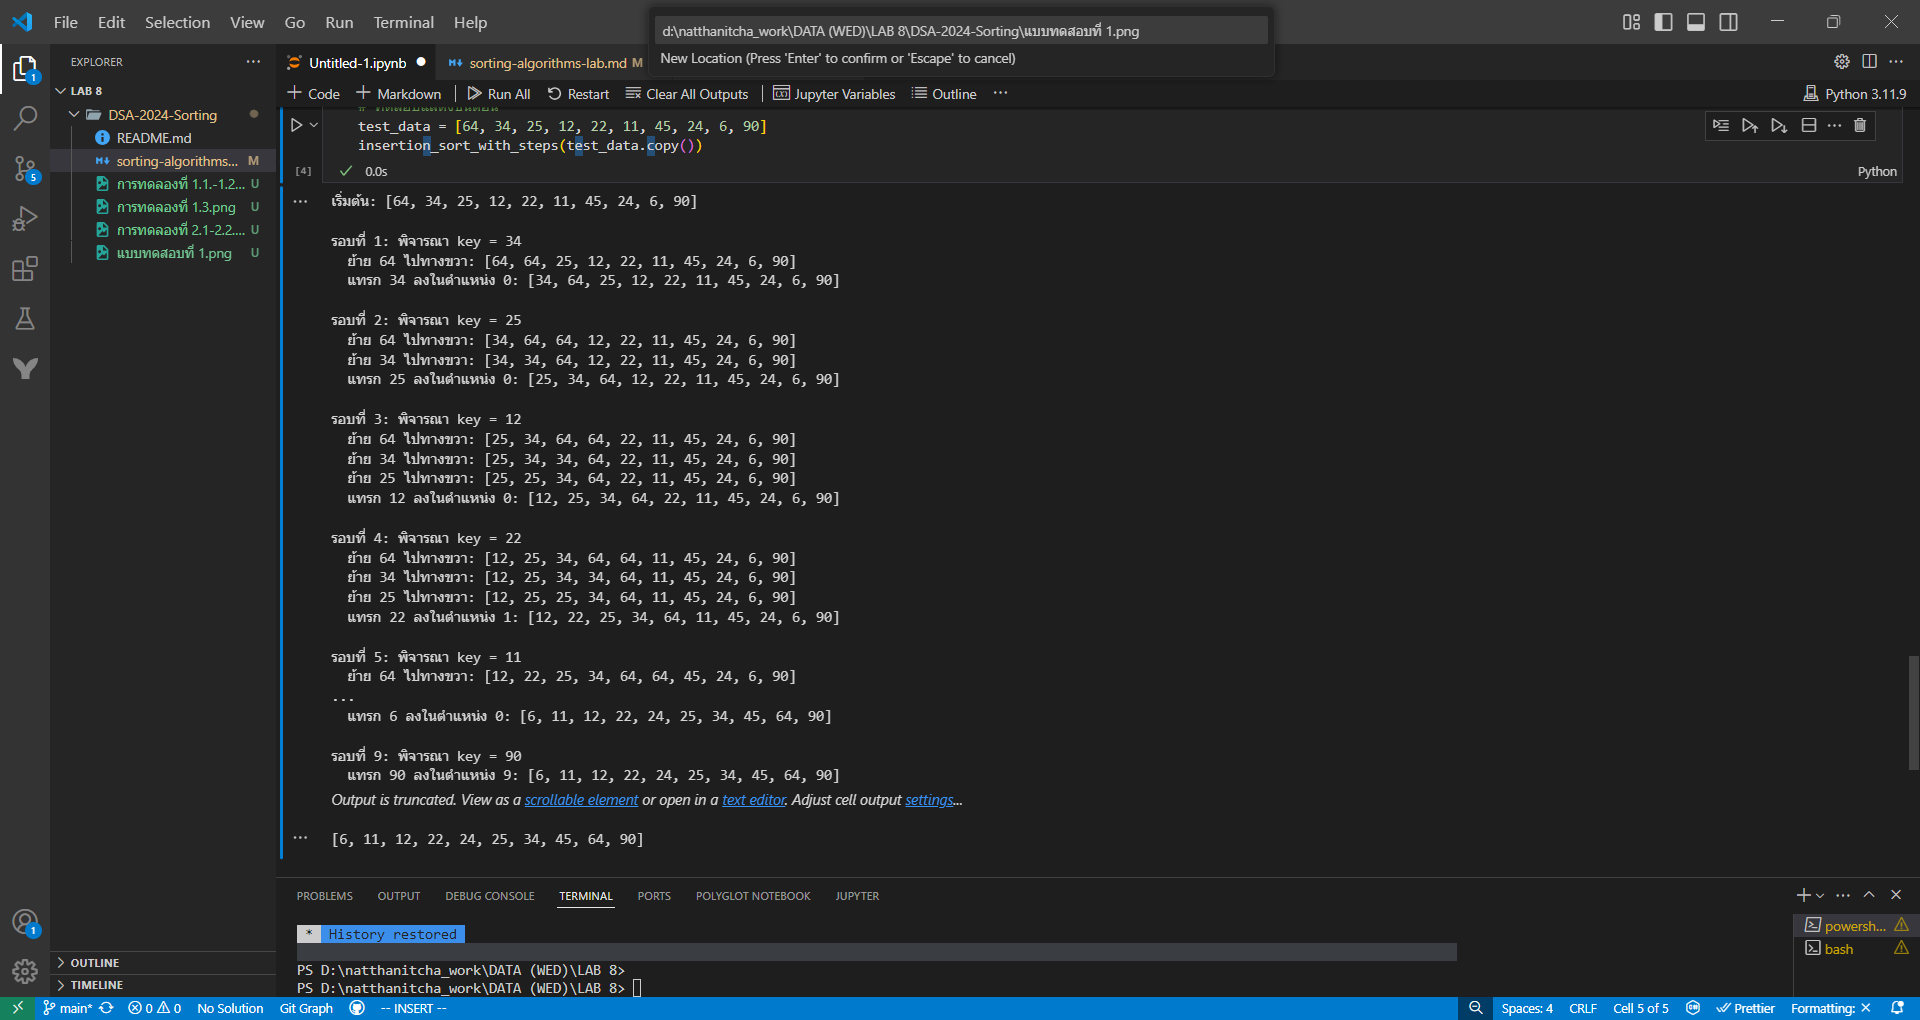 File Edit Selection View Go Run Terminal Help
d:\natthanitcha_work\DATA (WED)\LAB 8\DSA-2024-Sorting\แบบทดสอบที่ 1.png
New Location (Press 'Enter' to confirm or 'Escape' to cancel)
EXPLORER
LAB 8
DSA-2024-Sorting
README.md
sorting-algorithms... M
การทดลองที่ 1.1.-1.2... U
การทดลองที่ 1.3.png U
การทดลองที่ 2.1-2.2.... U
แบบทดสอบที่ 1.png U
OUTLINE
TIMELINE
Untitled-1.ipynb
sorting-algorithms-lab.md M
Code Markdown Run All Restart Clear All Outputs Jupyter Variables Outline ... Python 3.11.9
test_data = [64, 34, 25, 12, 22, 11, 45, 24, 6, 90]
insertion_sort_with_steps(test_data.copy())
[4] 0.0s Python
เริ่มต้น: [64, 34, 25, 12, 22, 11, 45, 24, 6, 90]
รอบที่ 1: พิจารณา key = 34
ย้าย 64 ไปทางขวา: [64, 64, 25, 12, 22, 11, 45, 24, 6, 90]
แทรก 34 ลงในตำแหน่ง 0: [34, 64, 25, 12, 22, 11, 45, 24, 6, 90]
รอบที่ 2: พิจารณา key = 25
ย้าย 64 ไปทางขวา: [34, 64, 64, 12, 22, 11, 45, 24, 6, 90]
ย้าย 34 ไปทางขวา: [34, 34, 64, 12, 22, 11, 45, 24, 6, 90]
แทรก 25 ลงในตำแหน่ง 0: [25, 34, 64, 12, 22, 11, 45, 24, 6, 90]
รอบที่ 3: พิจารณา key = 12
ย้าย 64 ไปทางขวา: [25, 34, 64, 64, 22, 11, 45, 24, 6, 90]
ย้าย 34 ไปทางขวา: [25, 34, 34, 64, 22, 11, 45, 24, 6, 90]
ย้าย 25 ไปทางขวา: [25, 25, 34, 64, 22, 11, 45, 24, 6, 90]
แทรก 12 ลงในตำแหน่ง 0: [12, 25, 34, 64, 22, 11, 45, 24, 6, 90]
รอบที่ 4: พิจารณา key = 22
ย้าย 64 ไปทางขวา: [12, 25, 34, 64, 64, 11, 45, 24, 6, 90]
ย้าย 34 ไปทางขวา: [12, 25, 34, 34, 64, 11, 45, 24, 6, 90]
ย้าย 25 ไปทางขวา: [12, 25, 25, 34, 64, 11, 45, 24, 6, 90]
แทรก 22 ลงในตำแหน่ง 1: [12, 22, 25, 34, 64, 11, 45, 24, 6, 90]
รอบที่ 5: พิจารณา key = 11
ย้าย 64 ไปทางขวา: [12, 22, 25, 34, 64, 64, 45, 24, 6, 90]
...
แทรก 6 ลงในตำแหน่ง 0: [6, 11, 12, 22, 24, 25, 34, 45, 64, 90]
รอบที่ 9: พิจารณา key = 90
แทรก 90 ลงในตำแหน่ง 9: [6, 11, 12, 22, 24, 25, 34, 45, 64, 90]
Output is truncated. View as a scrollable element or open in a text editor. Adjust cell output settings...
[6, 11, 12, 22, 24, 25, 34, 45, 64, 90]
PROBLEMS OUTPUT DEBUG CONSOLE TERMINAL PORTS POLYGLOT NOTEBOOK JUPYTER
* History restored
PS D:\natthanitcha_work\DATA (WED)\LAB 8>
PS D:\natthanitcha_work\DATA (WED)\LAB 8>
powersh...
bash
main* 0 0 No Solution Git Graph -- INSERT -- Spaces: 4 CRLF Cell 5 of 5 Prettier Formatting: ×